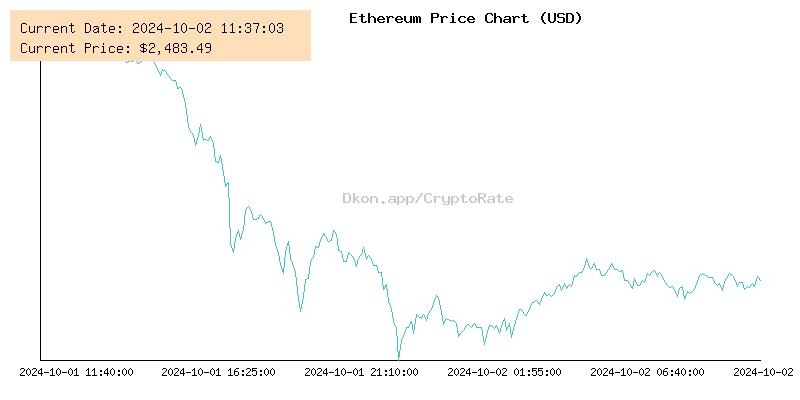 Ethereum Price Chart (USD)
Current Date: 2024-10-02 11:37:03
Current Price: $2,483.49
Dkon.app/CryptoRate
2024-10-01 11:40:00 2024-10-01 16:25:00 2024-10-01 21:10:00 2024-10-02 01:55:00 2024-10-02 06:40:00 2024-10-02